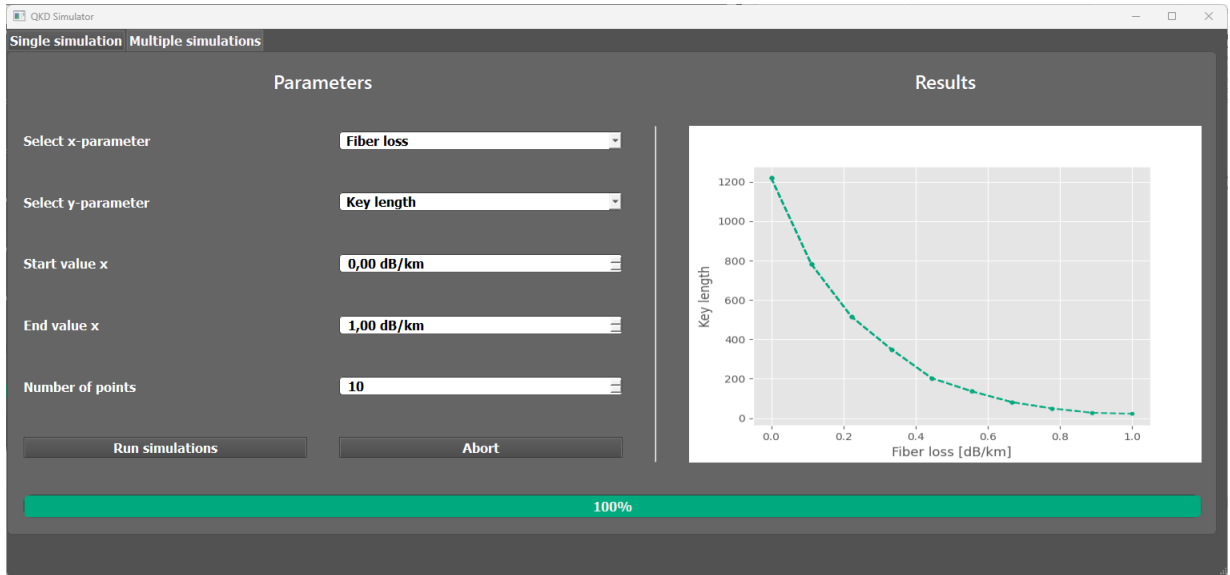 QKD Simulator
Single simulation Multiple simulations
Parameters
Select x-parameter Fiber loss
Select y-parameter Key length
Start value x 0,00 dB/km
End value x 1,00 dB/km
Number of points 10
Run simulations Abort
Results
Key length
1200
1000
800
600
400
200
0
0.0 0.2 0.4 0.6 0.8 1.0
Fiber loss [dB/km]
100%